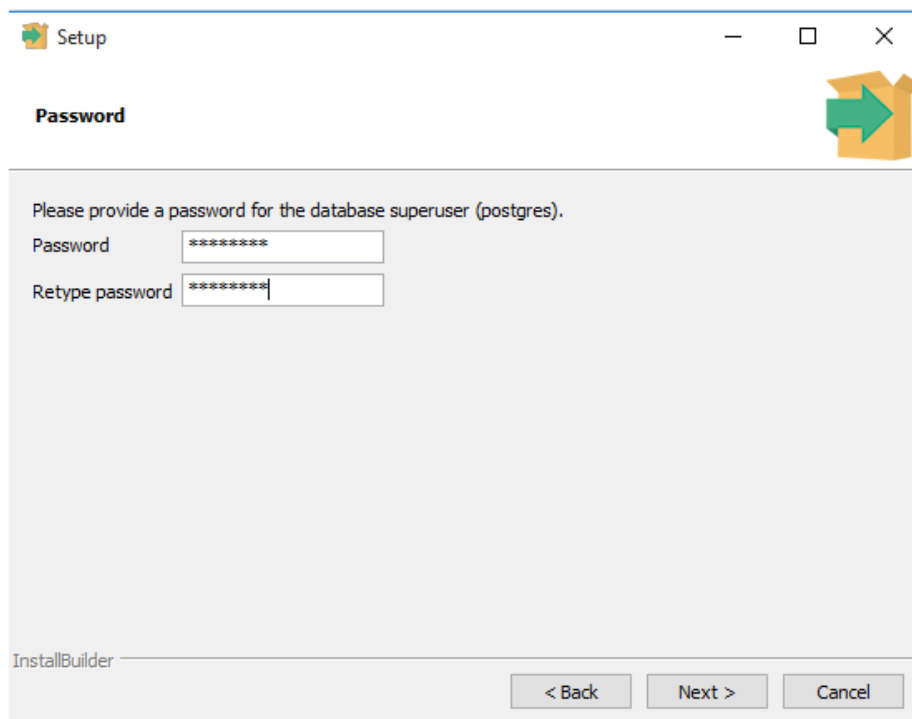 Setup
Password
Please provide a password for the database superuser (postgres).
Password ********
Retype password ********
InstallBuilder
< Back Next > Cancel